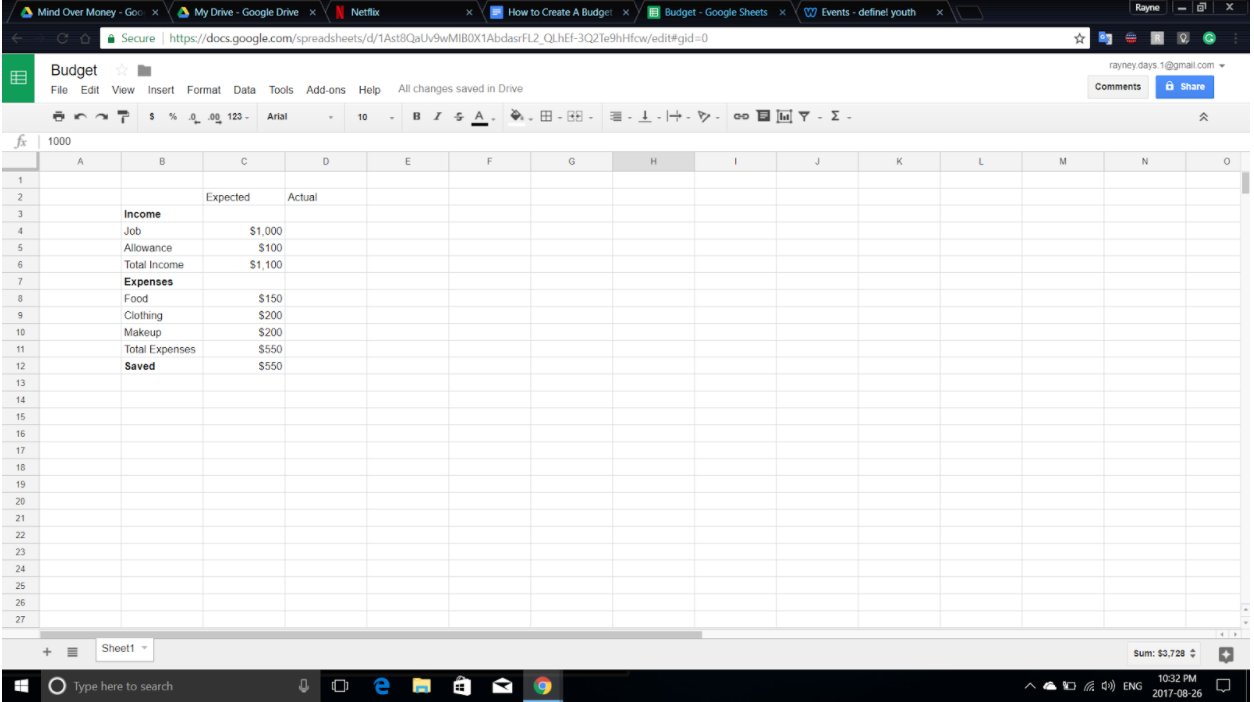 Mind Over Money - Goo
My Drive - Google Drive
Netflix
How to Create A Budget
Budget - Google Sheets
Events - define! youth
Rayne
Secure https://docs.google.com/spreadsheets/d/1Ast8QaUv9wMIB0X1AbdasrFL2_QLhEf-3Q2Te9hHfcw/edit#gid=0
Budget
rayney.days.1@gmail.com
File Edit View Insert Format Data Tools Add-ons Help All changes saved in Drive
Comments Share
$ % .0 .00 123 Arial 10 B I S A Σ
fx 1000
A B C D E F G H I J K L M N O
1
2 Expected Actual
3 Income
4 Job $1,000
5 Allowance $100
6 Total Income $1,100
7 Expenses
8 Food $150
9 Clothing $200
10 Makeup $200
11 Total Expenses $550
12 Saved $550
13
14
15
16
17
18
19
20
21
22
23
24
25
26
27
Sheet1 Sum: $3,728
Type here to search
ENG
10:32 PM
2017-08-26